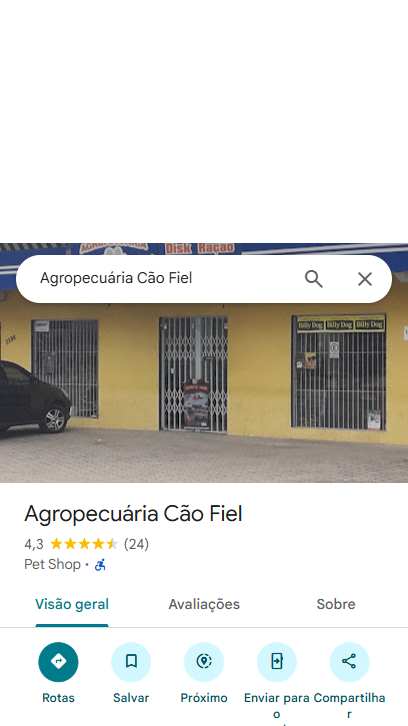 AGROPECUÁRIA
Disk Ração
Agropecuária Cão Fiel
Billy Dog Billy Dog Billy Dog
Agropecuária Cão Fiel
4,3 (24)
Pet Shop ·
Visão geral Avaliações Sobre
Rotas Salvar Próximo Enviar para o Compartilhar